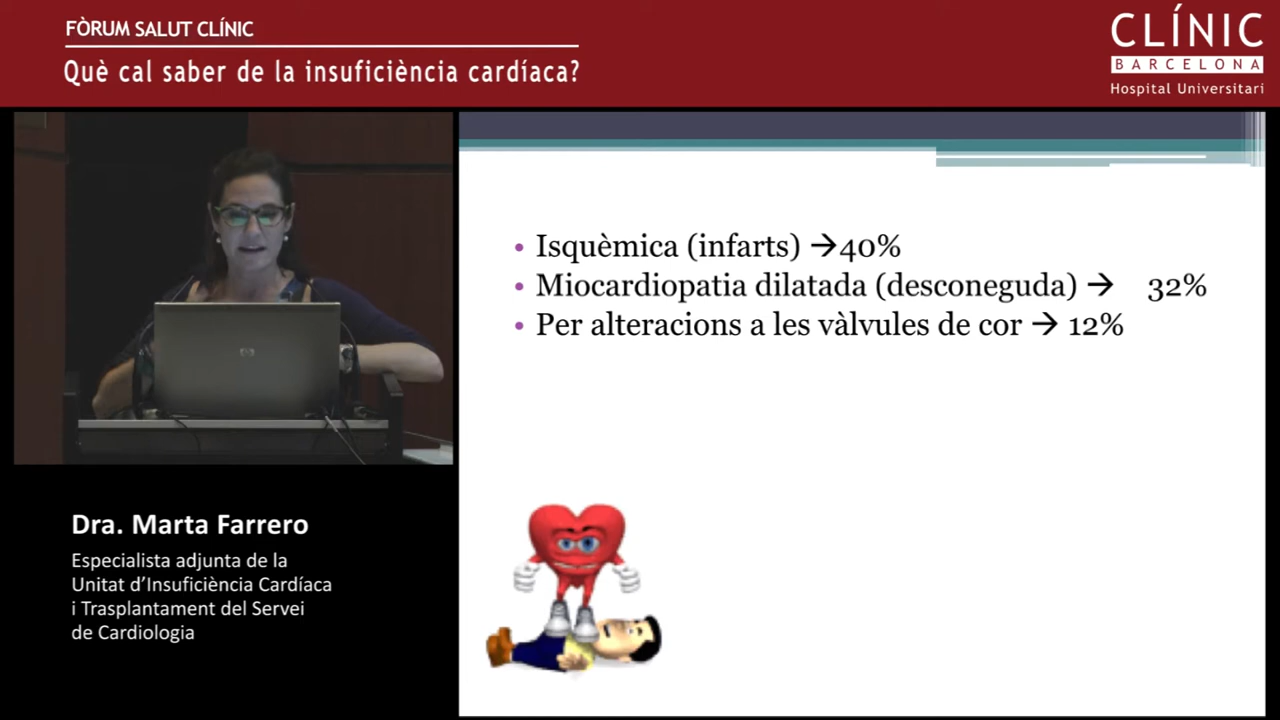 FÒRUM SALUT CLÍNIC
Què cal saber de la insuficiència cardíaca?
CLÍNIC
BARCELONA
Hospital Universitari
• Isquèmica (infarts) →40%
• Miocardiopatia dilatada (desconeguda) → 32%
• Per alteracions a les vàlvules de cor → 12%
hp
Dra. Marta Farrero
Especialista adjunta de la
Unitat d’Insuficiència Cardíaca
i Trasplantament del Servei
de Cardiologia